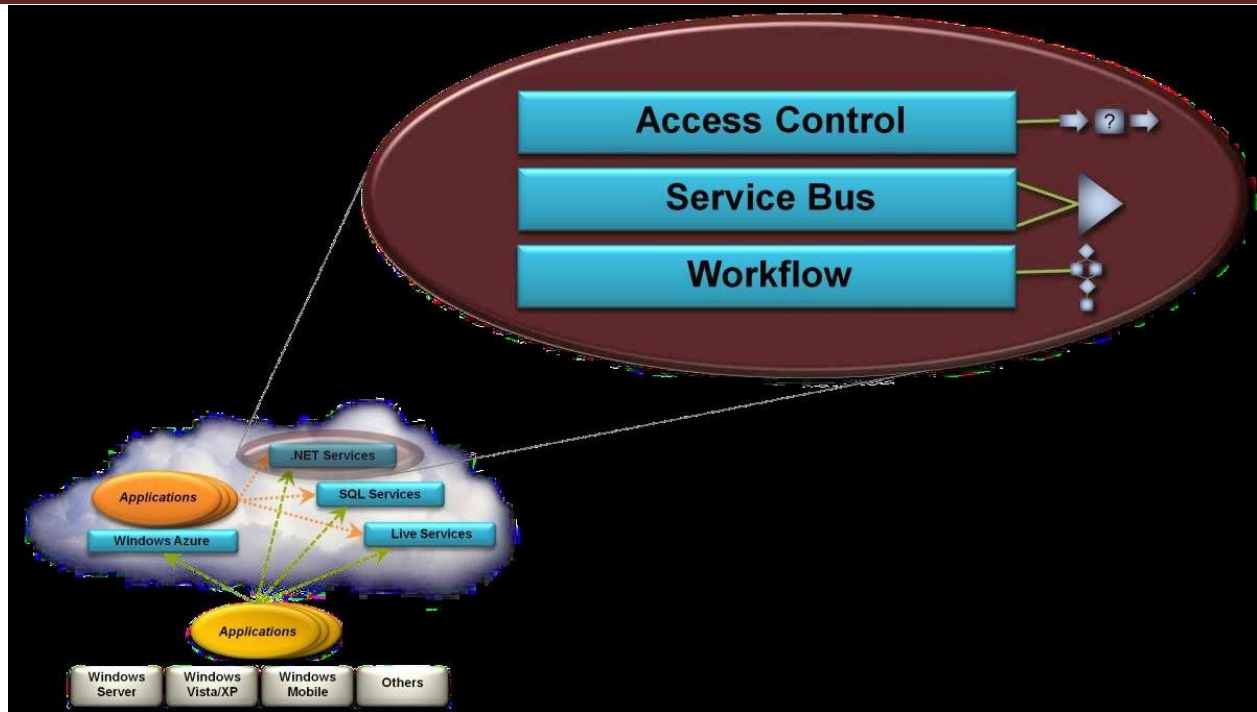 Access Control
?
Service Bus
Workflow
.NET Services
Applications
SQL Services
Windows Azure
Live Services
Applications
Windows
Server
Windows
Vista/XP
Windows
Mobile
Others